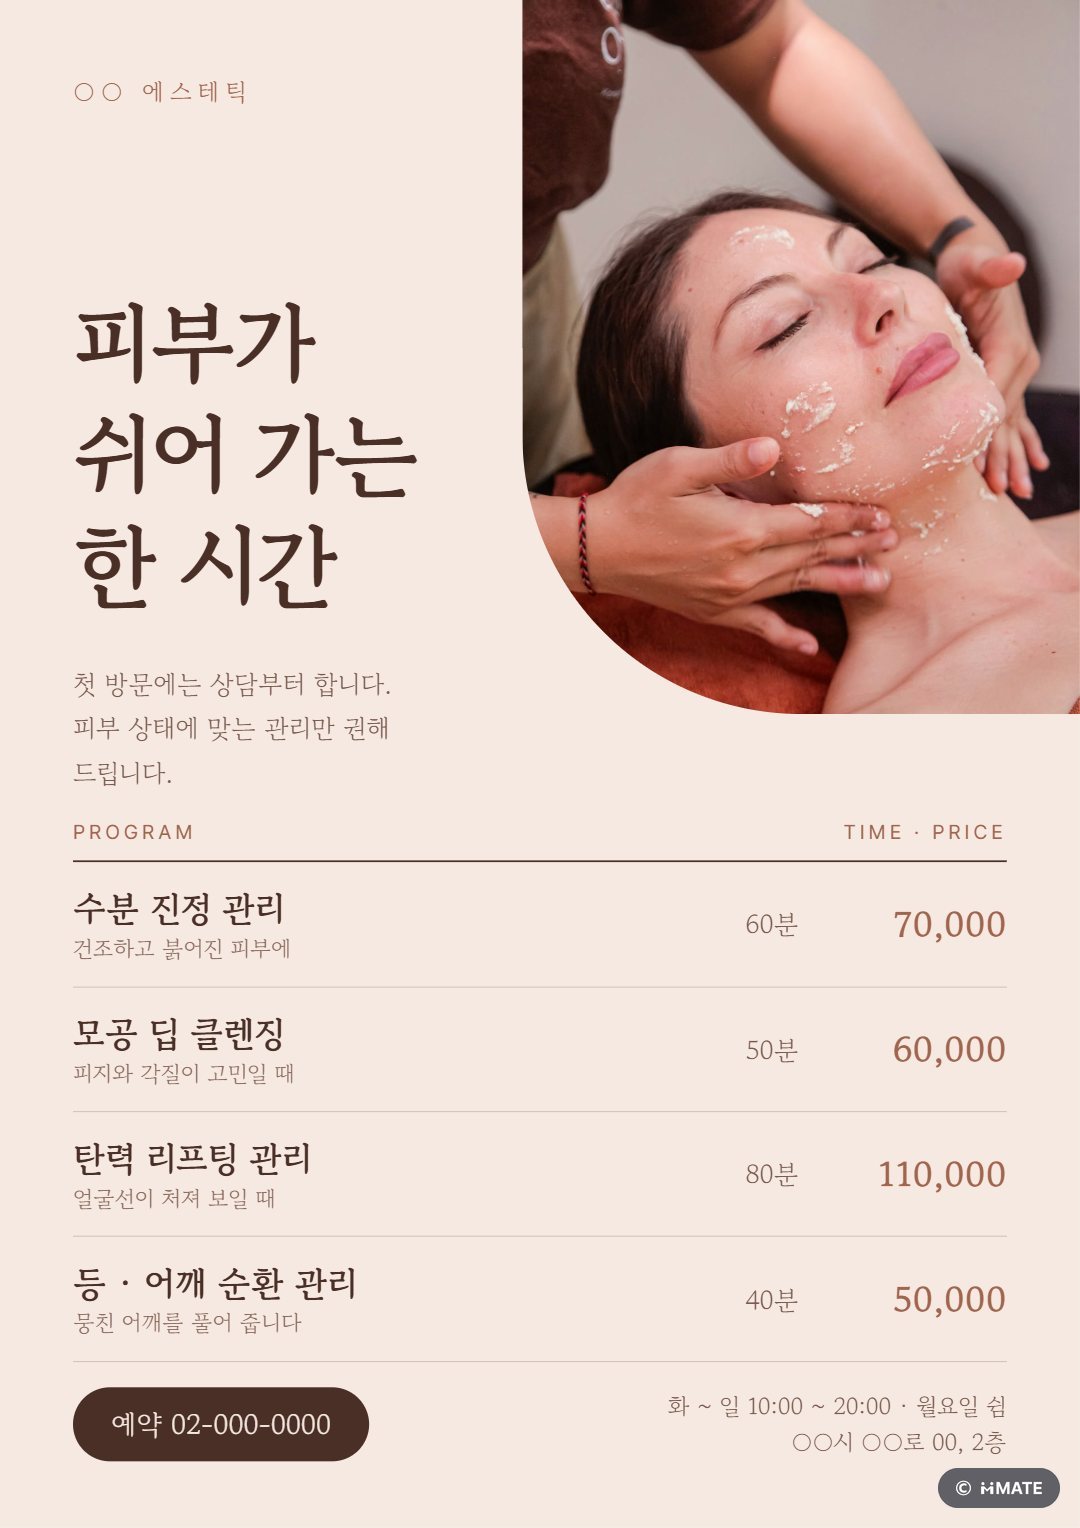 ○○ 에스테틱
피부가
쉬어 가는
한 시간
첫 방문에는 상담부터 합니다.
피부 상태에 맞는 관리만 권해
드립니다.
PROGRAM TIME · PRICE
수분 진정 관리 60분 70,000
건조하고 붉어진 피부에
모공 딥 클렌징 50분 60,000
피지와 각질이 고민일 때
탄력 리프팅 관리 80분 110,000
얼굴선이 처져 보일 때
등 · 어깨 순환 관리 40분 50,000
뭉친 어깨를 풀어 줍니다
예약 02-000-0000
화 ~ 일 10:00 ~ 20:00 · 월요일 쉼
○○시 ○○로 00, 2층
© MMATE